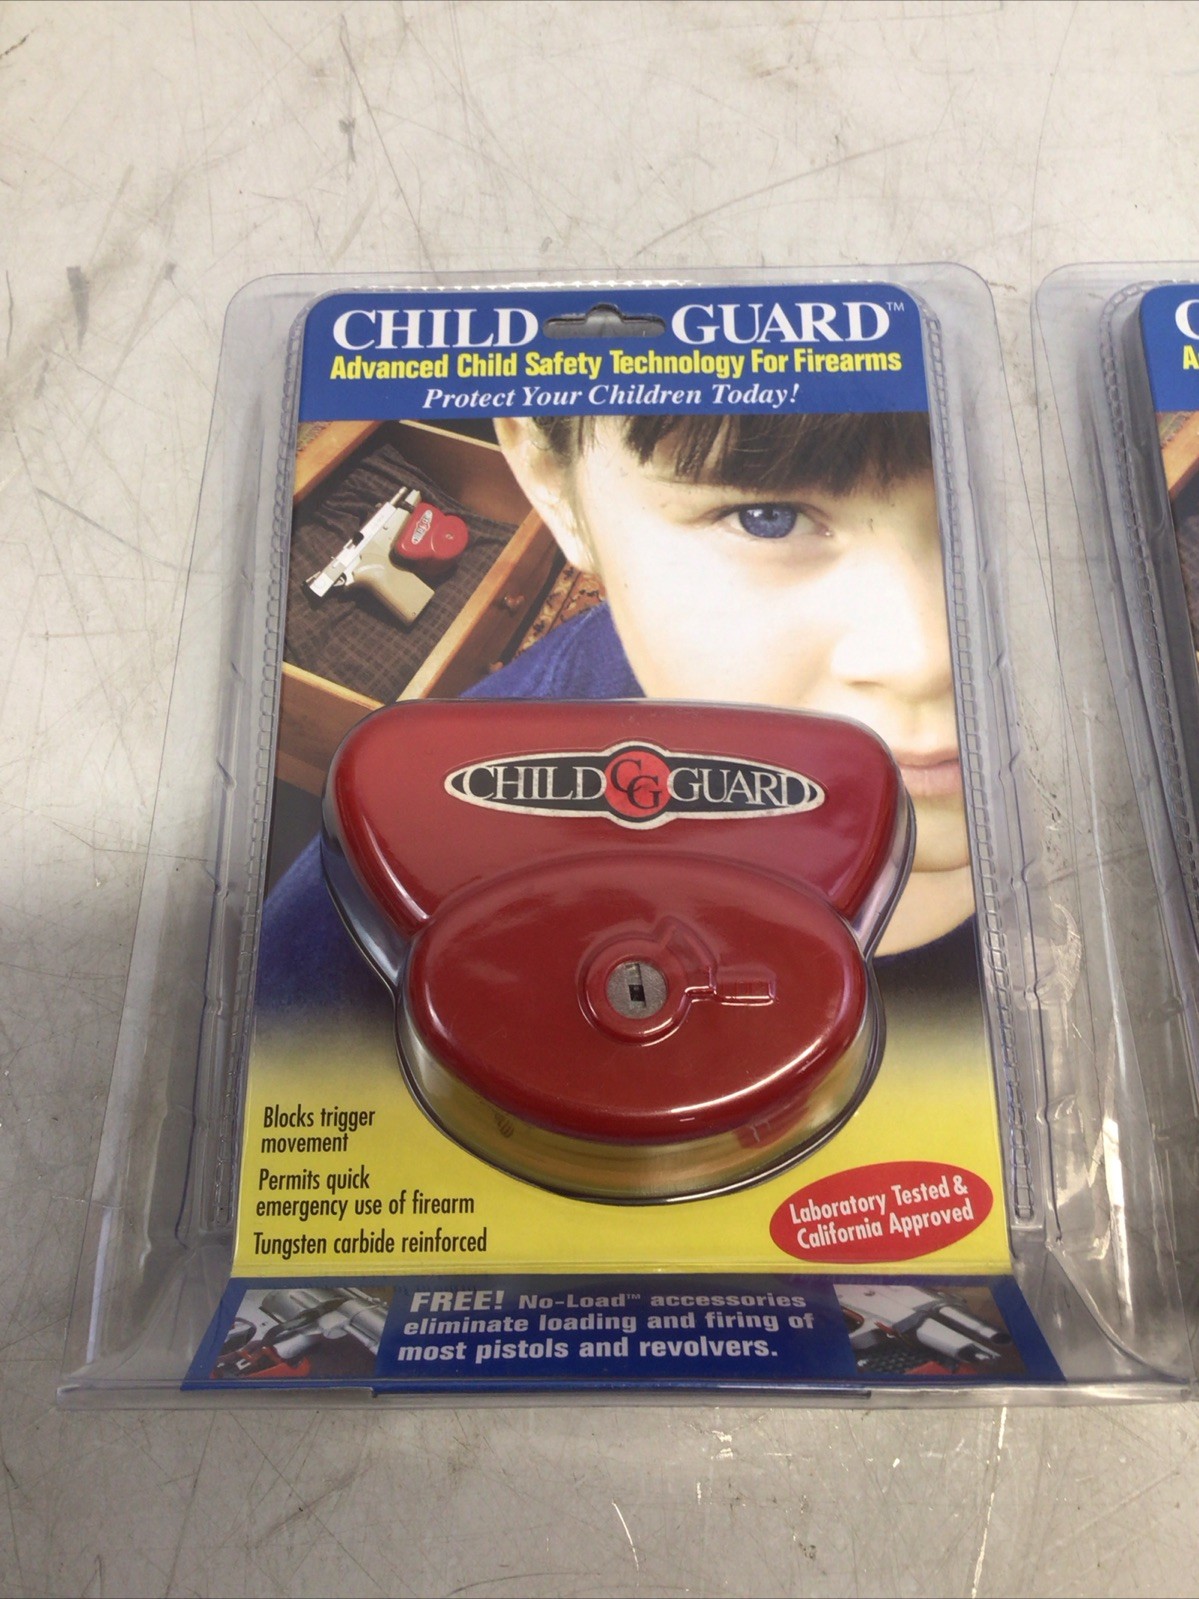 CHILD GUARD™
Advanced Child Safety Technology For Firearms
Protect Your Children Today!
CHILD CG GUARD
Blocks trigger
movement
Permits quick
emergency use of firearm
Tungsten carbide reinforced
Laboratory Tested &
California Approved
FREE! No-Load™ accessories
eliminate loading and firing of
most pistols and revolvers.